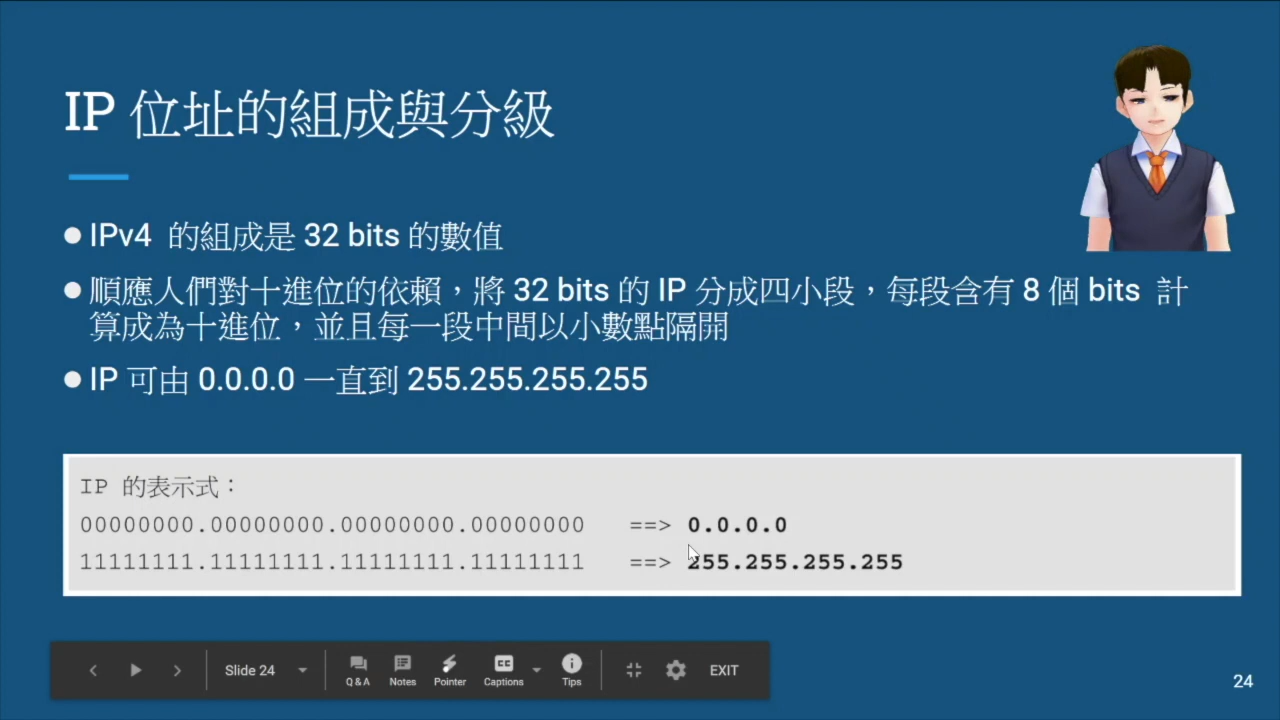 IP 位址的組成與分級
● IPv4 的組成是 32 bits 的數值
● 順應人們對十進位的依賴，將 32 bits 的 IP 分成四小段，每段含有 8 個 bits 計
算成為十進位，並且每一段中間以小數點隔開
● IP 可由 0.0.0.0 一直到 255.255.255.255
IP 的表示式：
00000000.00000000.00000000.00000000 ==> 0.0.0.0
11111111.11111111.11111111.11111111 ==> 255.255.255.255
Slide 24
Q & A Notes Pointer Captions Tips EXIT
24